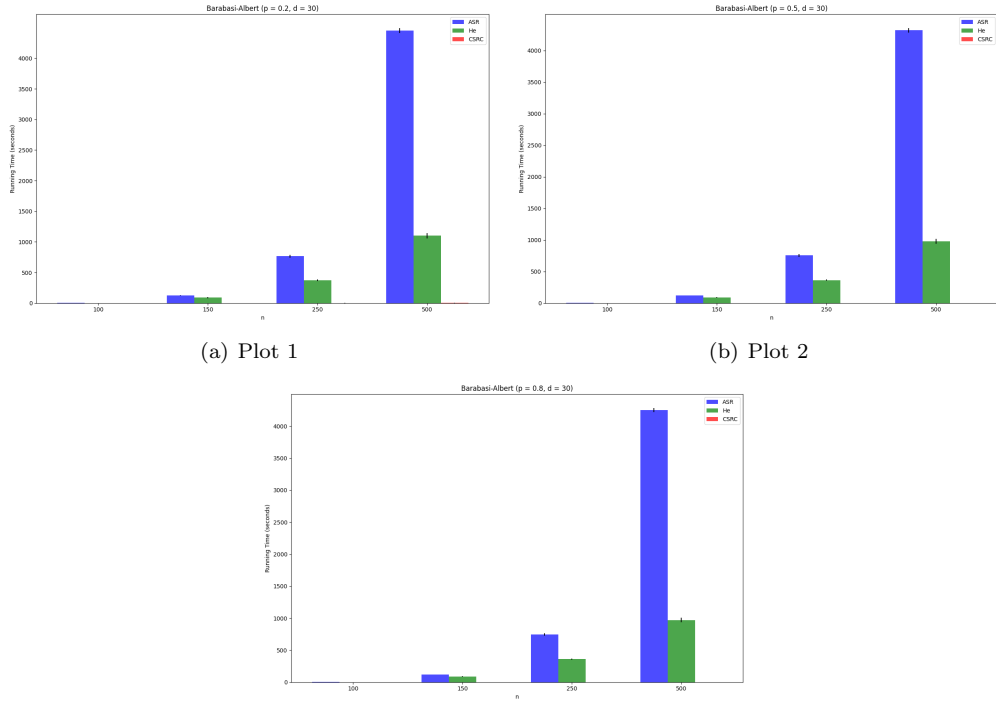 Barabasi-Albert (p = 0.2, d = 30)
ASR
He
CSRC
Running Time (seconds)
4000
3500
3000
2500
2000
1500
1000
500
0
100 150 250 500
n
(a) Plot 1
Barabasi-Albert (p = 0.5, d = 30)
ASR
He
CSRC
Running Time (seconds)
4000
3500
3000
2500
2000
1500
1000
500
0
100 150 250 500
n
(b) Plot 2
Barabasi-Albert (p = 0.8, d = 30)
ASR
He
CSRC
Running Time (seconds)
4000
3500
3000
2500
2000
1500
1000
500
0
100 150 250 500
n